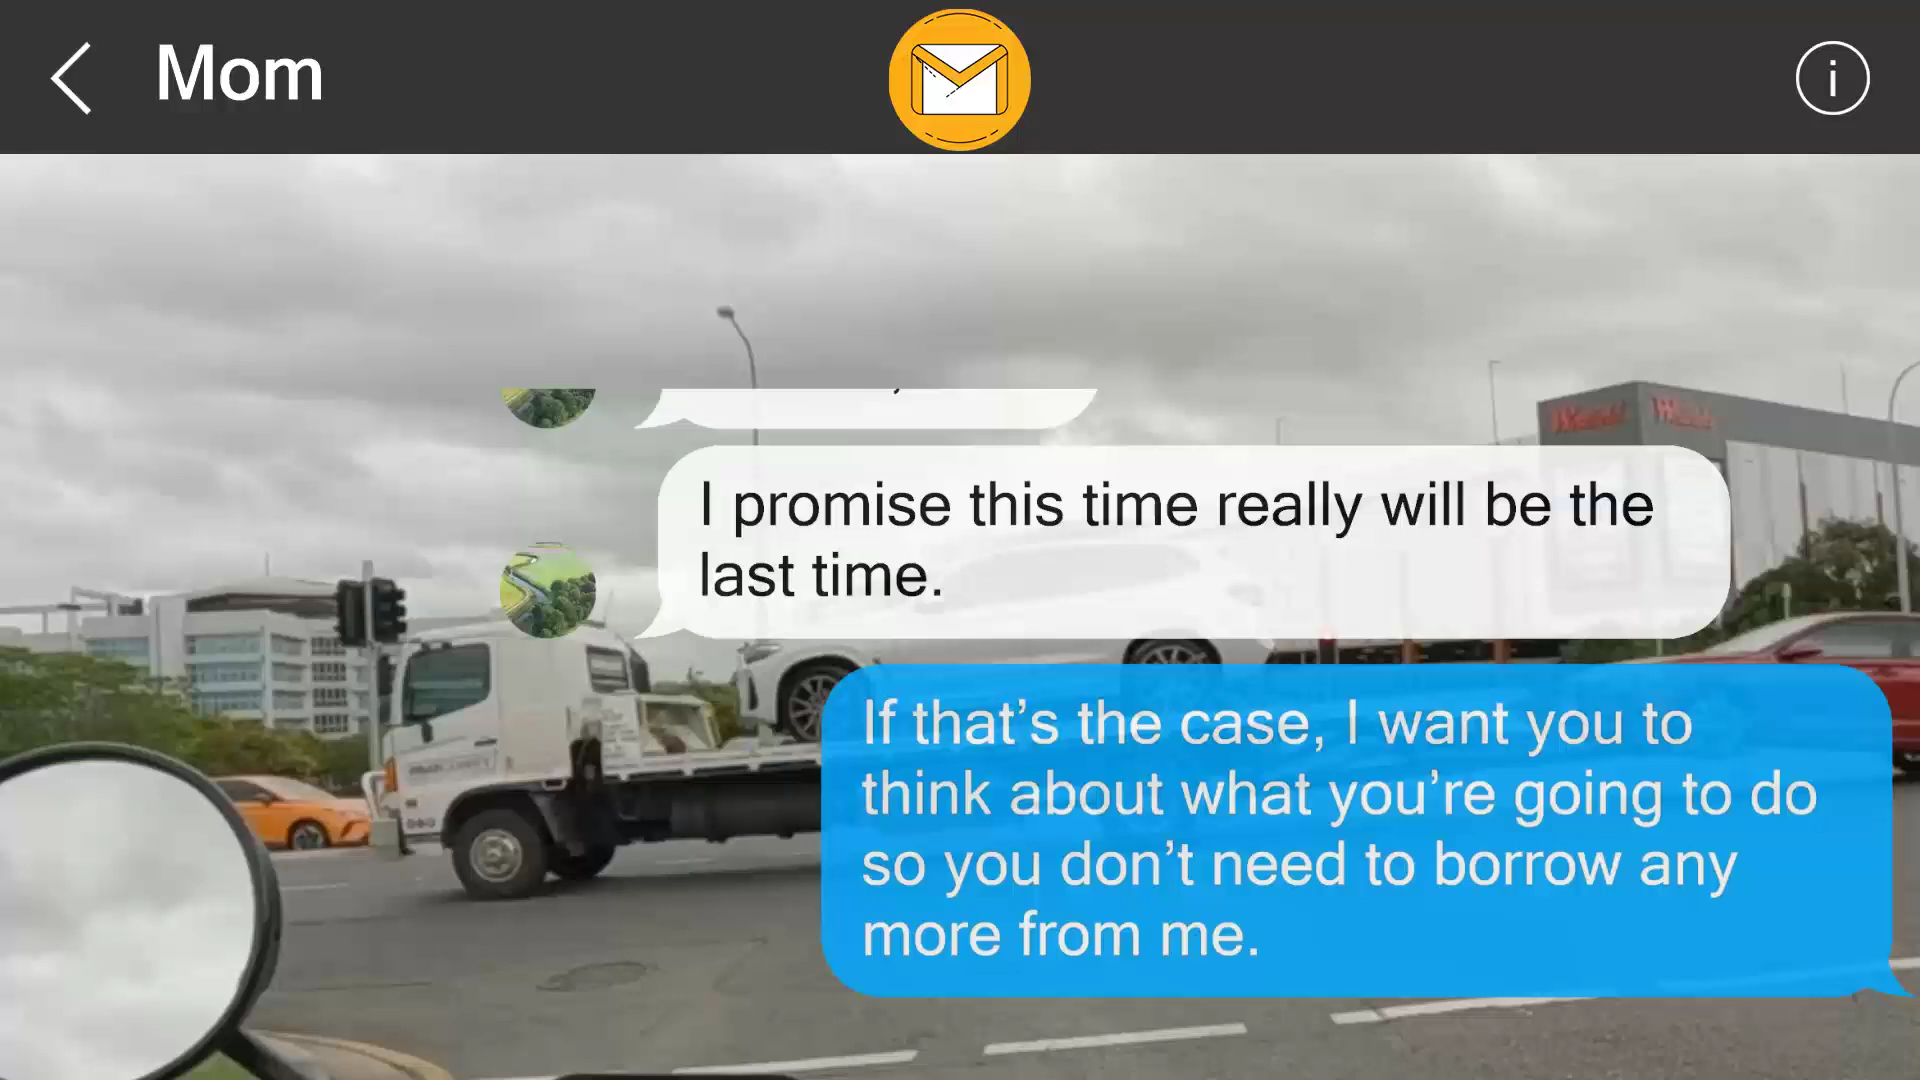 Mom
i
I promise this time really will be the
last time.
If that’s the case, I want you to
think about what you’re going to do
so you don’t need to borrow any
more from me.